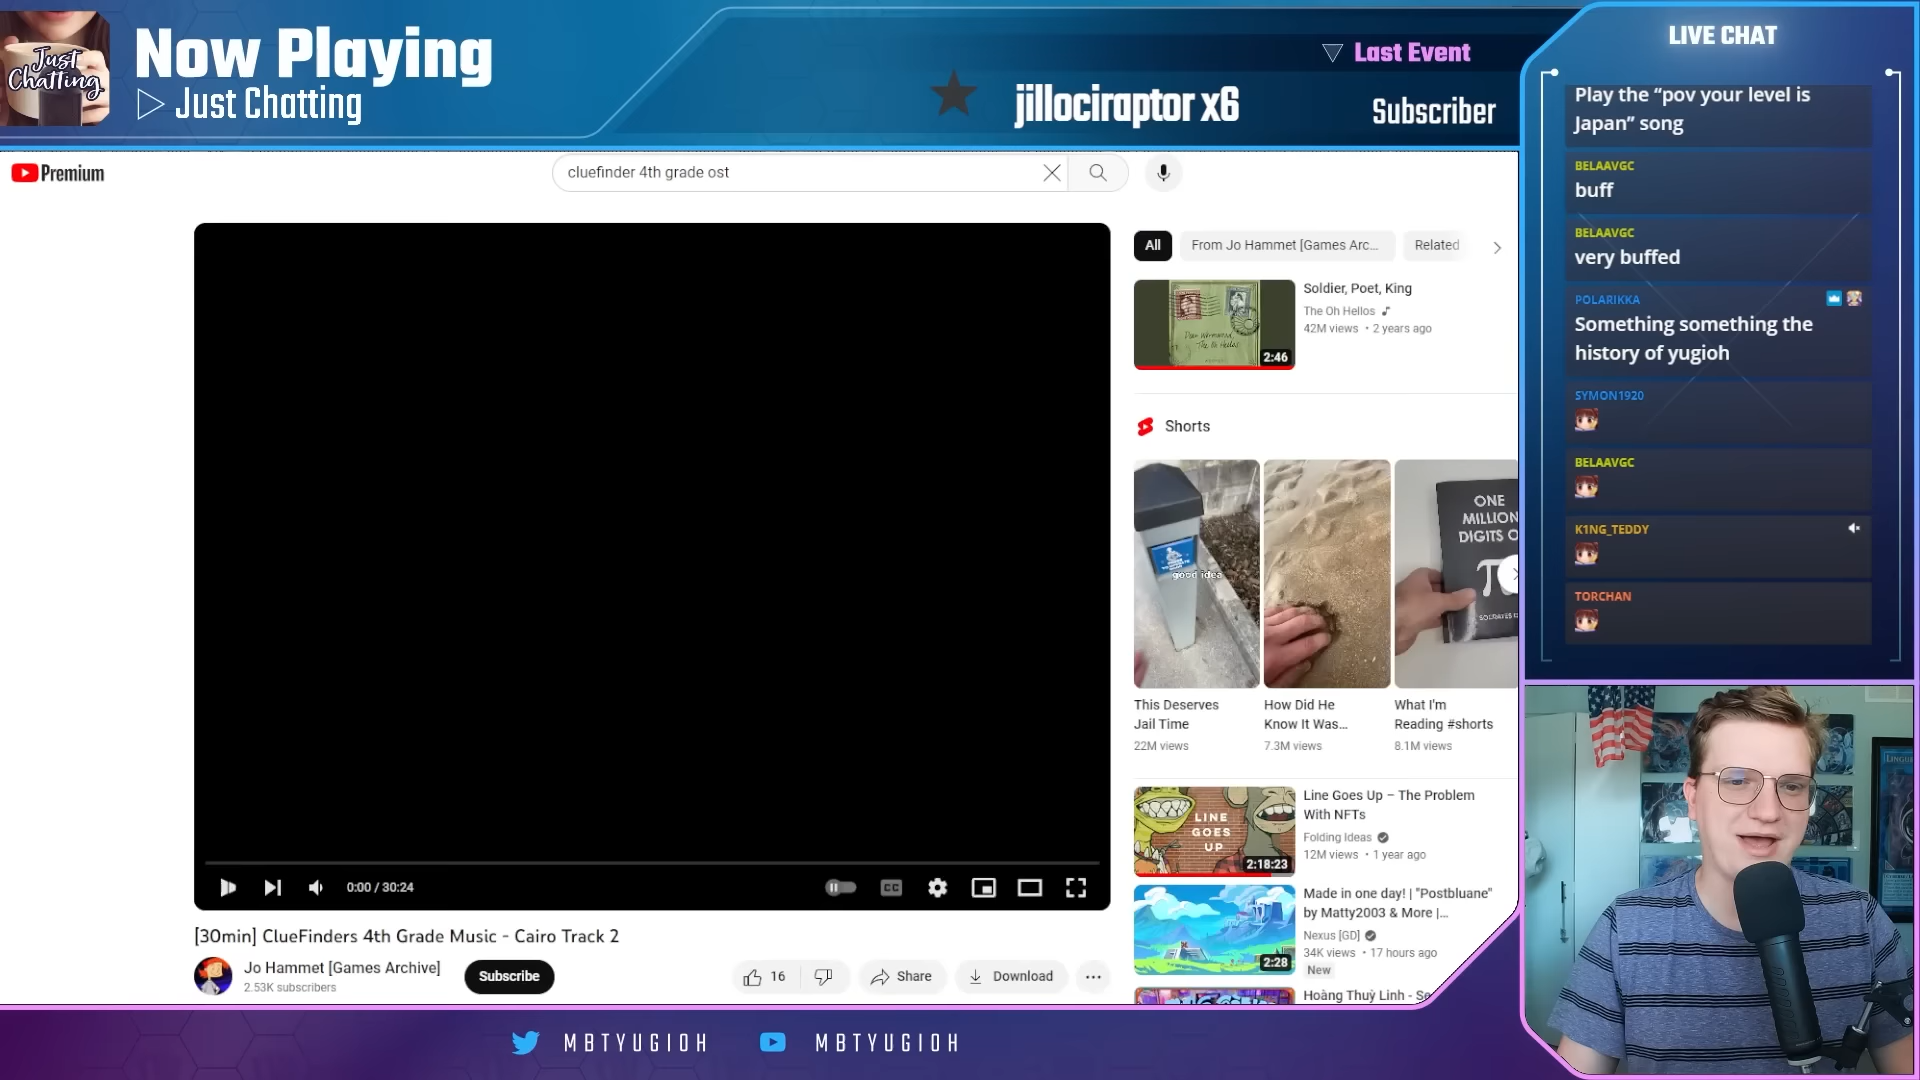 Just
Chatting
Now Playing
Just Chatting
Last Event
jillociraptor x6
Subscriber
LIVE CHAT
Play the “pov your level is
Japan” song
BELAAVGC
buff
BELAAVGC
very buffed
POLARIKKA
Something something the
history of yugioh
SYMON1920
BELAAVGC
K1NG_TEDDY
TORCHAN
Premium
cluefinder 4th grade ost
All
From Jo Hammet [Games Arc...
Related
Soldier, Poet, King
The Oh Hellos
42M views • 2 years ago
2:46
Shorts
good idea
ONE
MILLION
DIGITS O
π
This Deserves
Jail Time
22M views
How Did He
Know It Was...
7.3M views
What I'm
Reading #shorts
8.1M views
LINE
GOES
UP
2:18:23
Line Goes Up – The Problem
With NFTs
Folding Ideas
12M views • 1 year ago
2:28
Made in one day! | "Postbluane"
by Matty2003 & More |...
Nexus [GD]
34K views • 17 hours ago
New
Hoàng Thuỳ Linh - Se
0:00 / 30:24
CC
[30min] ClueFinders 4th Grade Music - Cairo Track 2
Jo Hammet [Games Archive]
2.53K subscribers
Subscribe
16
Share
Download
MBTYUGIOH
MBTYUGIOH